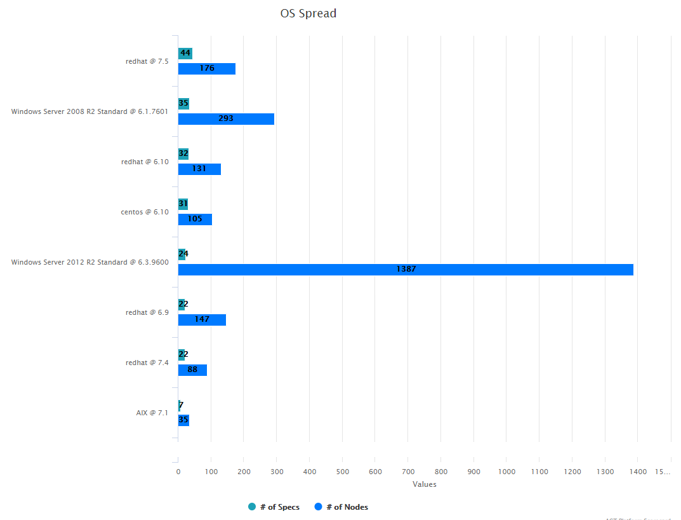 OS Spread
redhat @ 7.5
44
176
Windows Server 2008 R2 Standard @ 6.1.7601
35
293
redhat @ 6.10
32
131
centos @ 6.10
31
105
Windows Server 2012 R2 Standard @ 6.3.9600
24
1387
redhat @ 6.9
22
147
redhat @ 7.4
22
88
AIX @ 7.1
7
35
0 100 200 300 400 500 600 700 800 900 1000 1100 1200 1300 1400 15...
Values
# of Specs # of Nodes